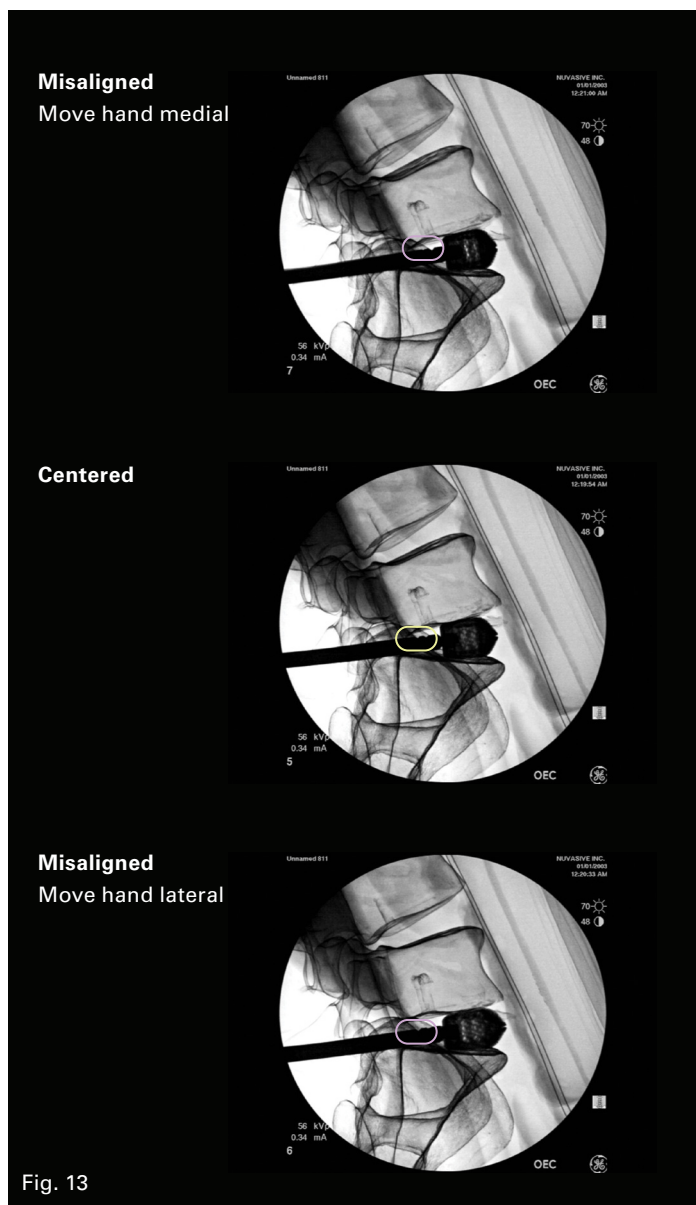 Misaligned
Move hand medial
Unnamed 811
NUVASIVE INC.
01/01/2003
12:21:00 AM
70
48
56 kVp
0.34 mA
7
OEC
Centered
Unnamed 811
NUVASIVE INC.
01/01/2003
12:19:54 AM
70
48
56 kVp
0.34 mA
5
OEC
Misaligned
Move hand lateral
Unnamed 811
NUVASIVE INC.
01/01/2003
12:20:33 AM
70
48
56 kVp
0.34 mA
6
OEC
Fig. 13